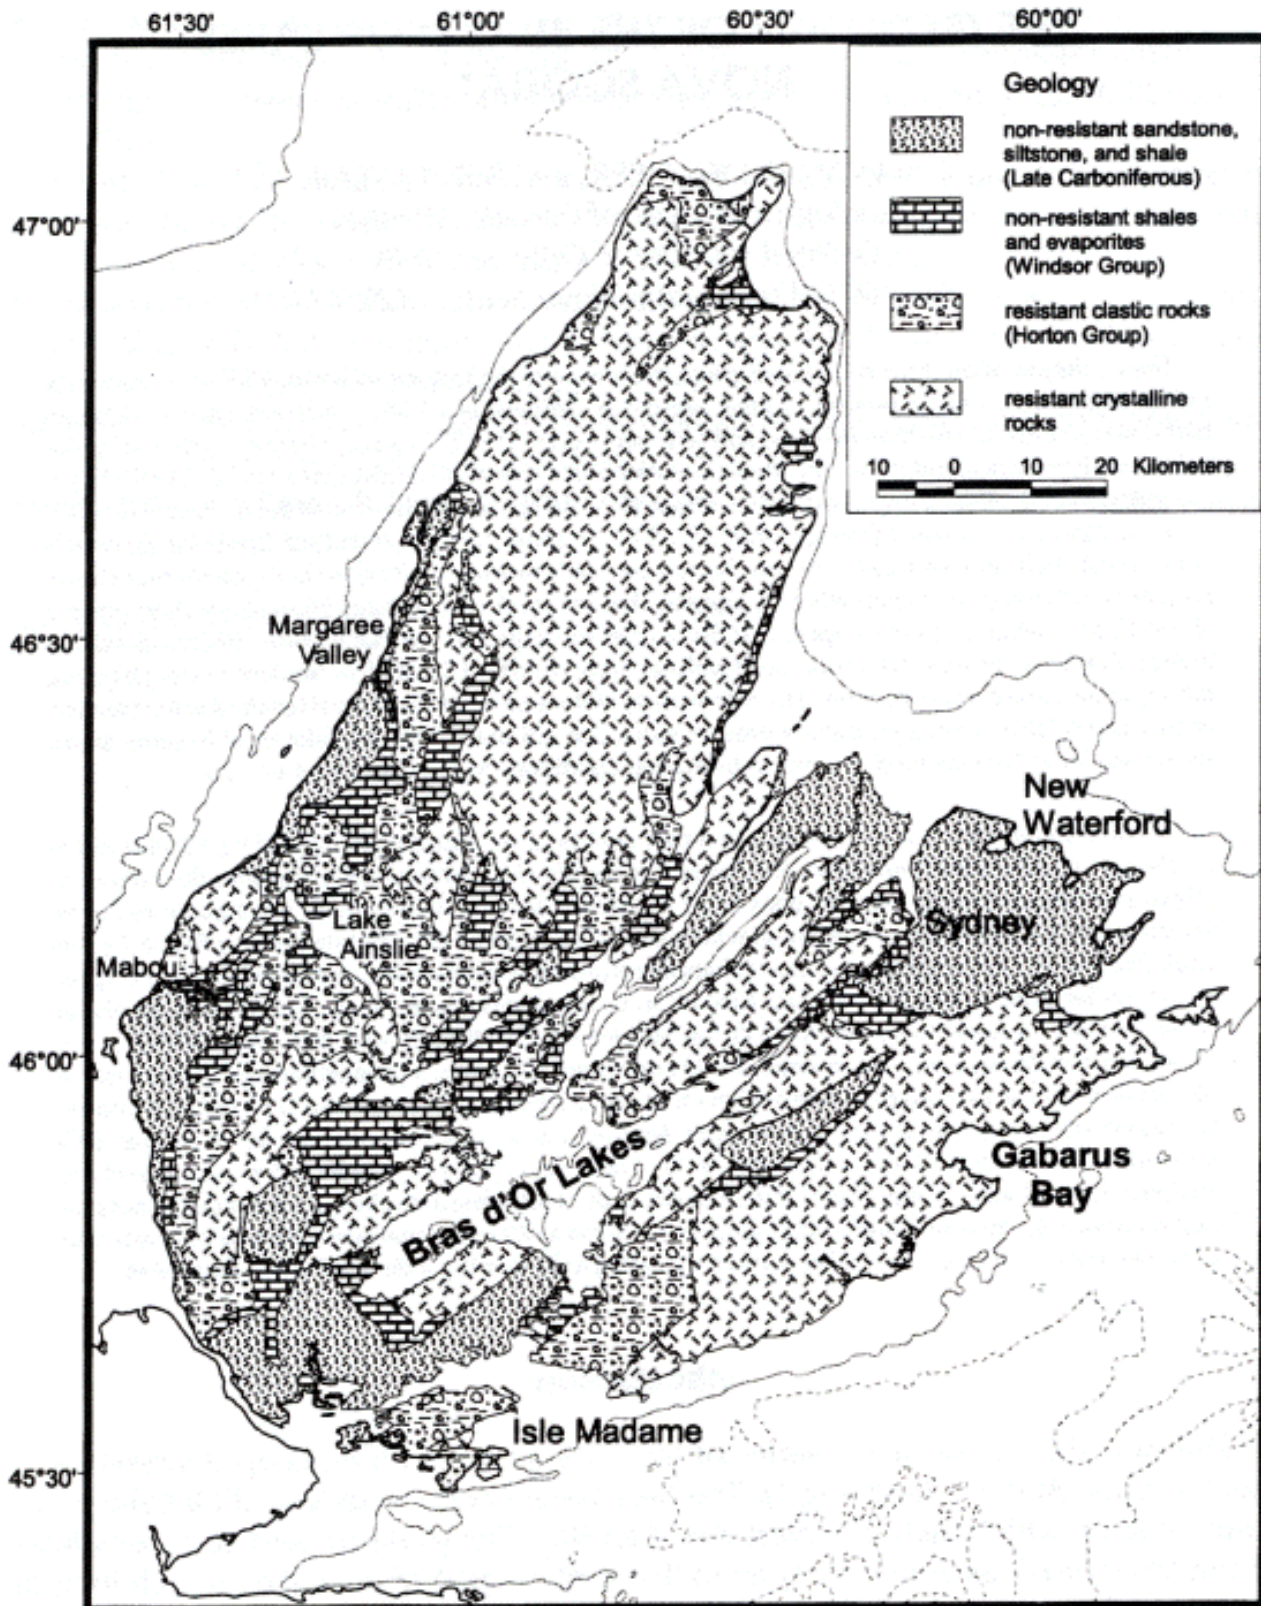 61°30'
61°00'
60°30'
60°00'
Geology
non-resistant sandstone,
siltstone, and shale
(Late Carboniferous)
47°00'
non-resistant shales
and evaporites
(Windsor Group)
resistant clastic rocks
(Horton Group)
resistant crystalline
rocks
10 0 10 20 Kilometers
Margaree
Valley
46°30'
New
Waterford
Lake
Ainslie
Sydney
Mabou
46°00'
Gabarus
Bay
Bras d'Or Lakes
Isle Madame
45°30'